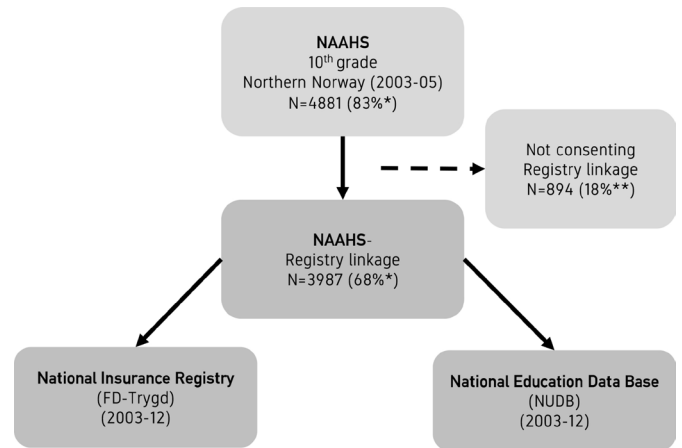 NAAHS
10th grade
Northern Norway (2003-05)
N=4881 (83%*)
Not consenting
Registry linkage
N=894 (18%**)
NAAHS-
Registry linkage
N=3987 (68%*)
National Insurance Registry
(FD-Trygd)
(2003-12)
National Education Data Base
(NUDB)
(2003-12)